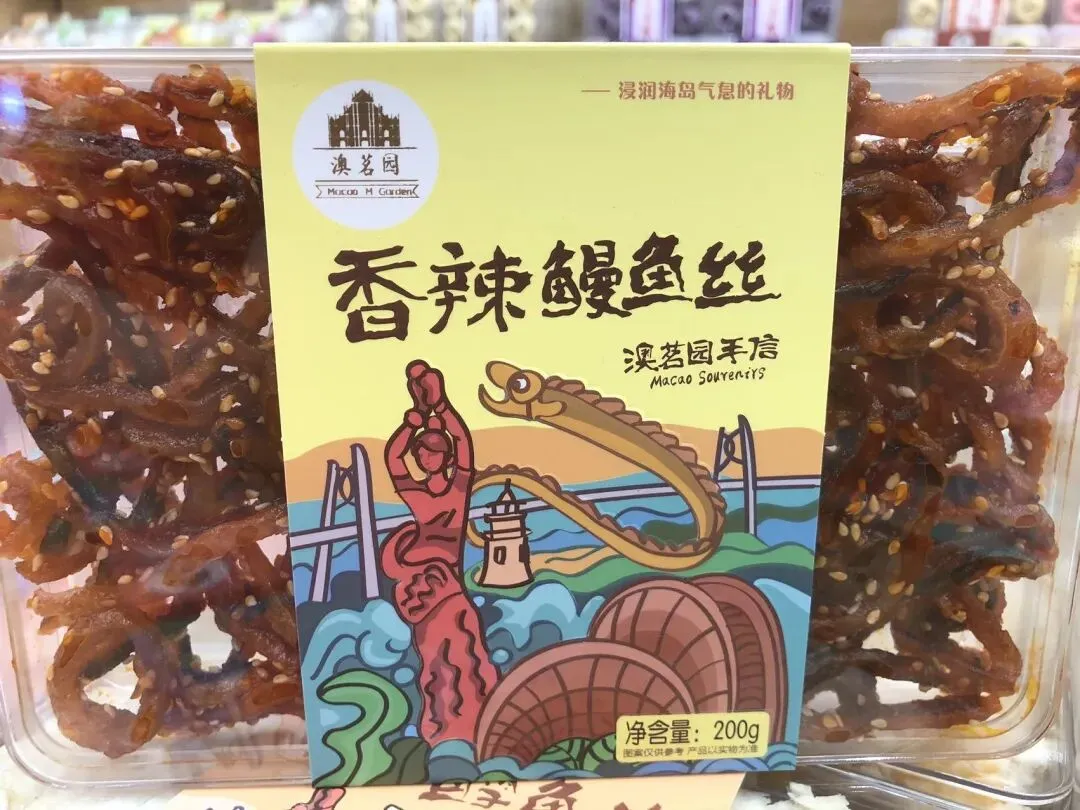 —— 浸润海岛气息的礼物
澳茗园
Macao M Garden
香辣鳗鱼丝
澳茗园手信
Macao Souvenirs
净含量：200g
图案仅供参考 产品以实物为准